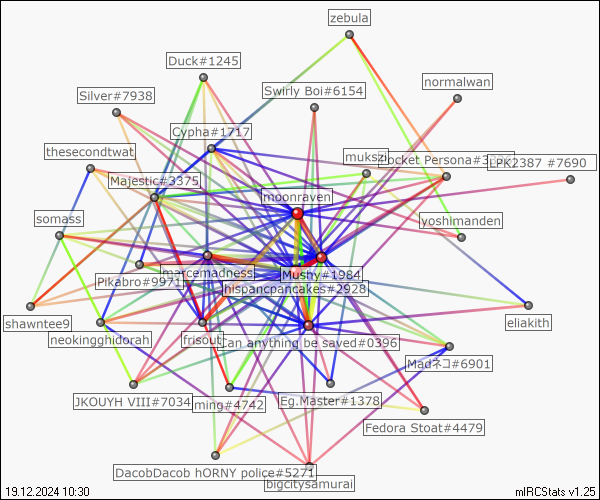 zebula
Duck#1245
normalwan
Swirly Boi#6154
Silver#7938
Cypha#1717
thesecondtwat
mukszi
Pocket Persona#3
LPK2387 #7690
Majestic#3375
moonraven
somass
yoshimanden
Pikabro#9971
marcemadness
Mushy#1984
hispancpancakes#2928
shawntee9
eliakith
neokingghidorah
frisout
Can anything be saved#0396
Madネコ#6901
JKOUYH VIII#7034
ming#4742
Eg.Master#1378
Fedora Stoat#4479
DacobDacob hORNY police#5271
bigcitysamurai
19.12.2024 10:30
mIRCStats v1.25